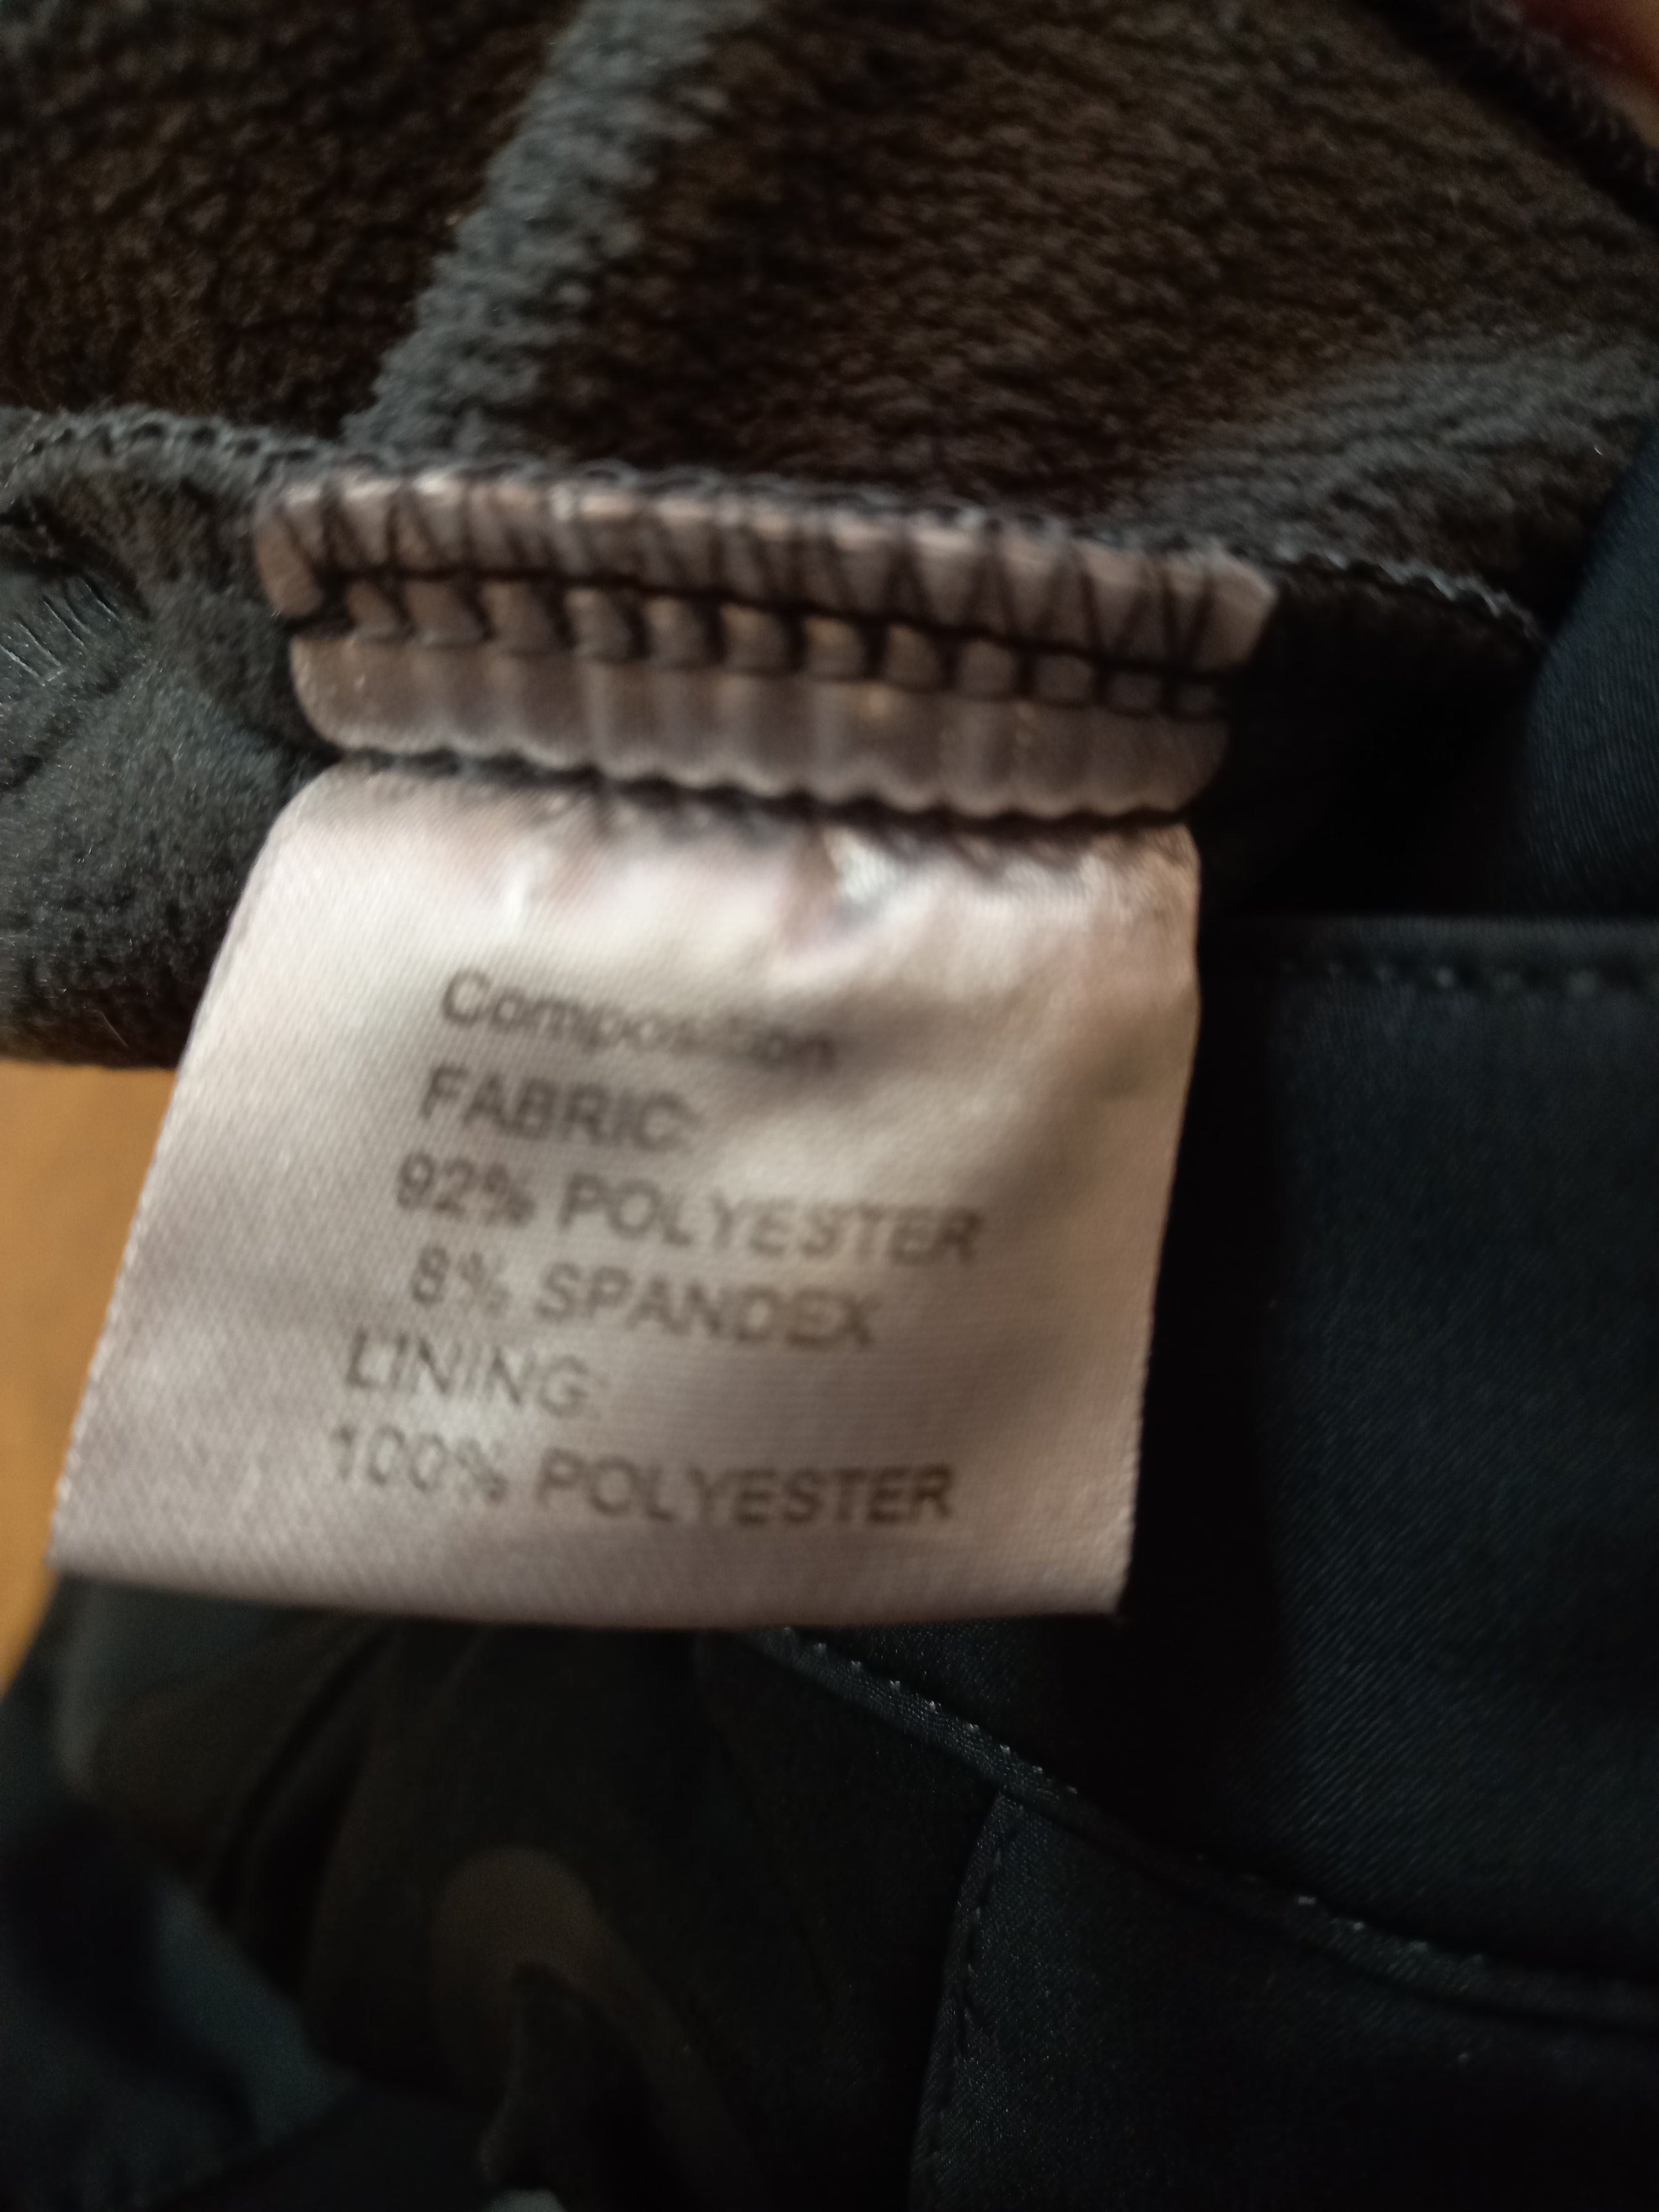 Composition
FABRIC:
92% POLYESTER
8% SPANDEX
LINING:
100% POLYESTER